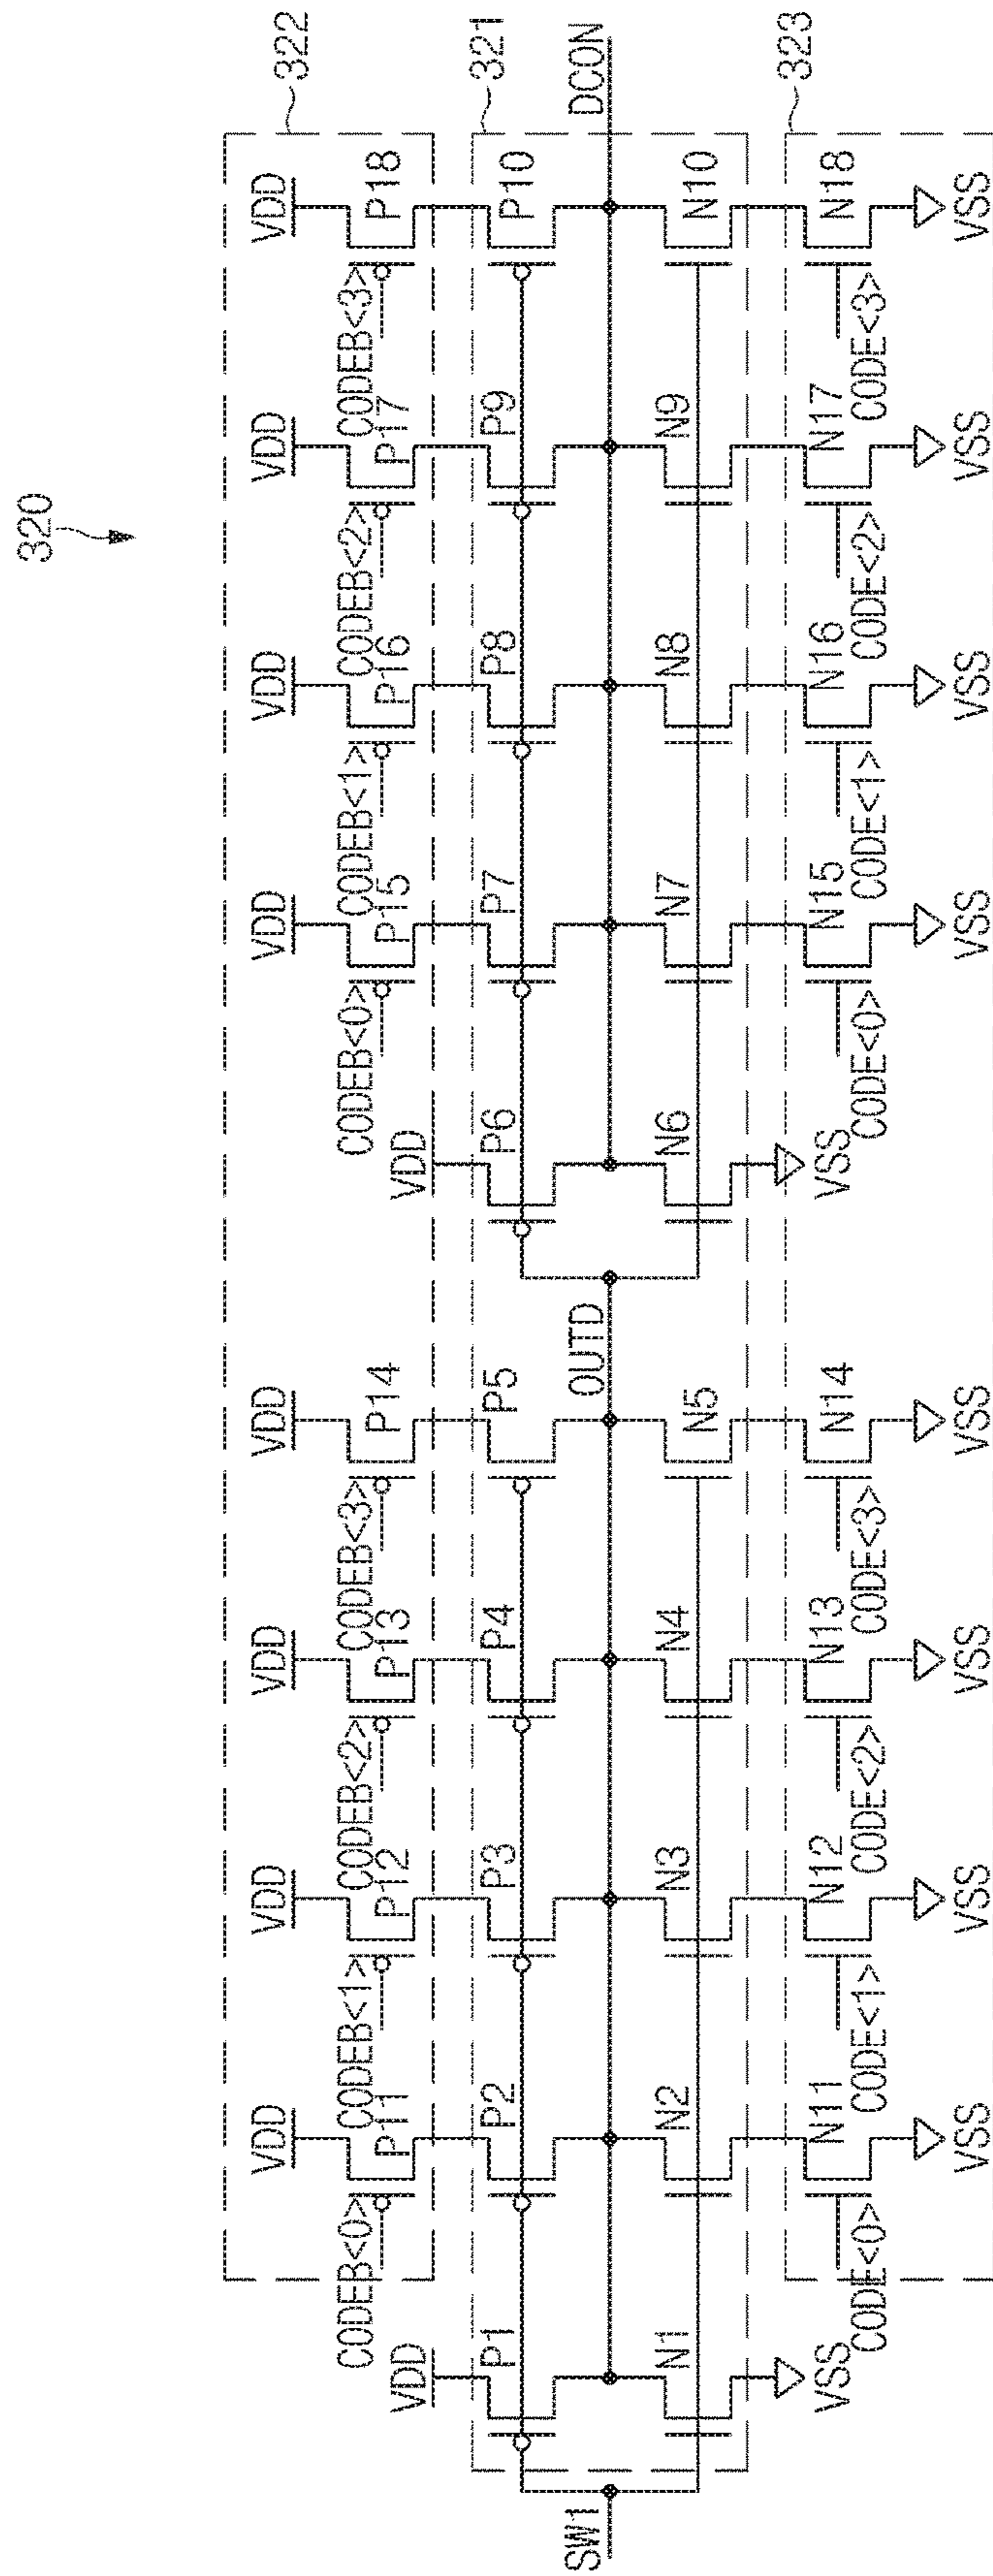 320
322
321
323
VDD VDD VDD VDD VDD VDD VDD VDD
CODEB<0> CODEB<1> CODEB<2> CODEB<3> CODEB<0> CODEB<1> CODEB<2> CODEB<3>
P11 P12 P13 P14 P15 P16 P17 P18
VDD VDD
P1 P2 P3 P4 P5 P6 P7 P8 P9 P10
SW1 OUTD DCON
N1 N2 N3 N4 N5 N6 N7 N8 N9 N10
VSS VSS
N11 N12 N13 N14 N15 N16 N17 N18
CODE<0> CODE<1> CODE<2> CODE<3> CODE<0> CODE<1> CODE<2> CODE<3>
VSS VSS VSS VSS VSS VSS VSS VSS